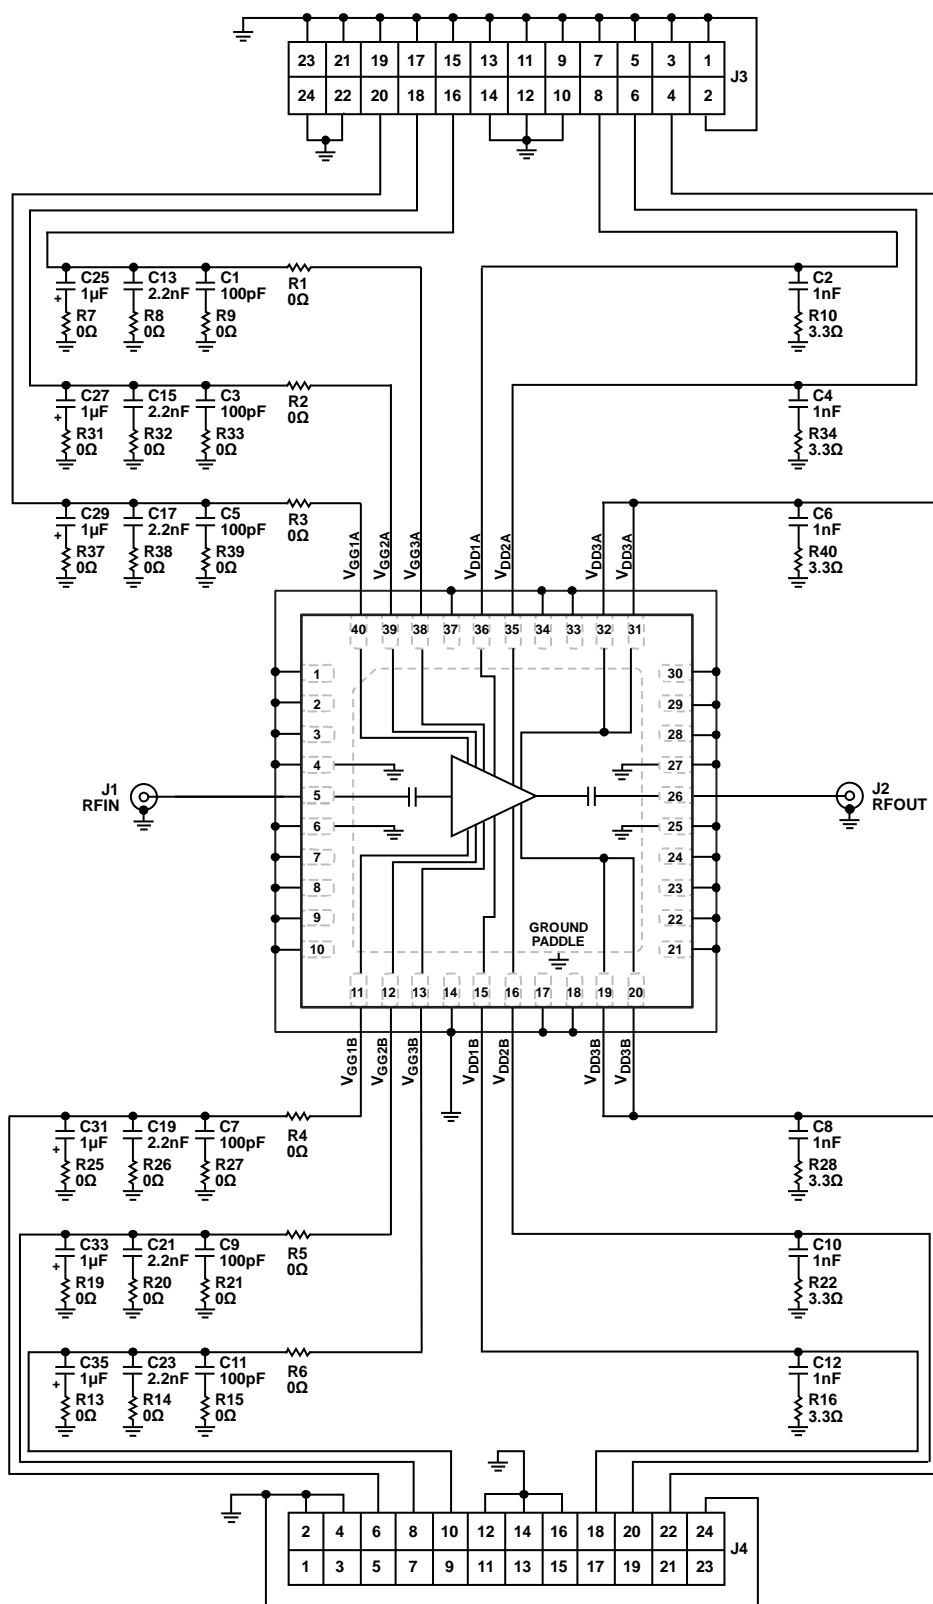 23 21 19 17 15 13 11 9 7 5 3 1
J3
24 22 20 18 16 14 12 10 8 6 4 2
C25 1µF C13 2.2nF C1 100pF R1 0Ω C2 1nF
R7 0Ω R8 0Ω R9 0Ω R10 3.3Ω
C27 1µF C15 2.2nF C3 100pF R2 0Ω C4 1nF
R31 0Ω R32 0Ω R33 0Ω R34 3.3Ω
C29 1µF C17 2.2nF C5 100pF R3 0Ω C6 1nF
R37 0Ω R38 0Ω R39 0Ω R40 3.3Ω
+ + +
VGG1A VGG2A VGG3A VDD1A VDD2A VDD3A VDD3A
40 39 38 37 36 35 34 33 32 31
1 30
2 29
3 28
4 27
J1 RFIN 5 26 J2 RFOUT
6 25
7 24
8 23
9 22
GROUND PADDLE
10 21
11 12 13 14 15 16 17 18 19 20
VGG1B VGG2B VGG3B VDD1B VDD2B VDD3B VDD3B
C31 1µF C19 2.2nF C7 100pF R4 0Ω C8 1nF
R25 0Ω R26 0Ω R27 0Ω R28 3.3Ω
C33 1µF C21 2.2nF C9 100pF R5 0Ω C10 1nF
R19 0Ω R20 0Ω R21 0Ω R22 3.3Ω
C35 1µF C23 2.2nF C11 100pF R6 0Ω C12 1nF
R13 0Ω R14 0Ω R15 0Ω R16 3.3Ω
+ + +
2 4 6 8 10 12 14 16 18 20 22 24
J4
1 3 5 7 9 11 13 15 17 19 21 23